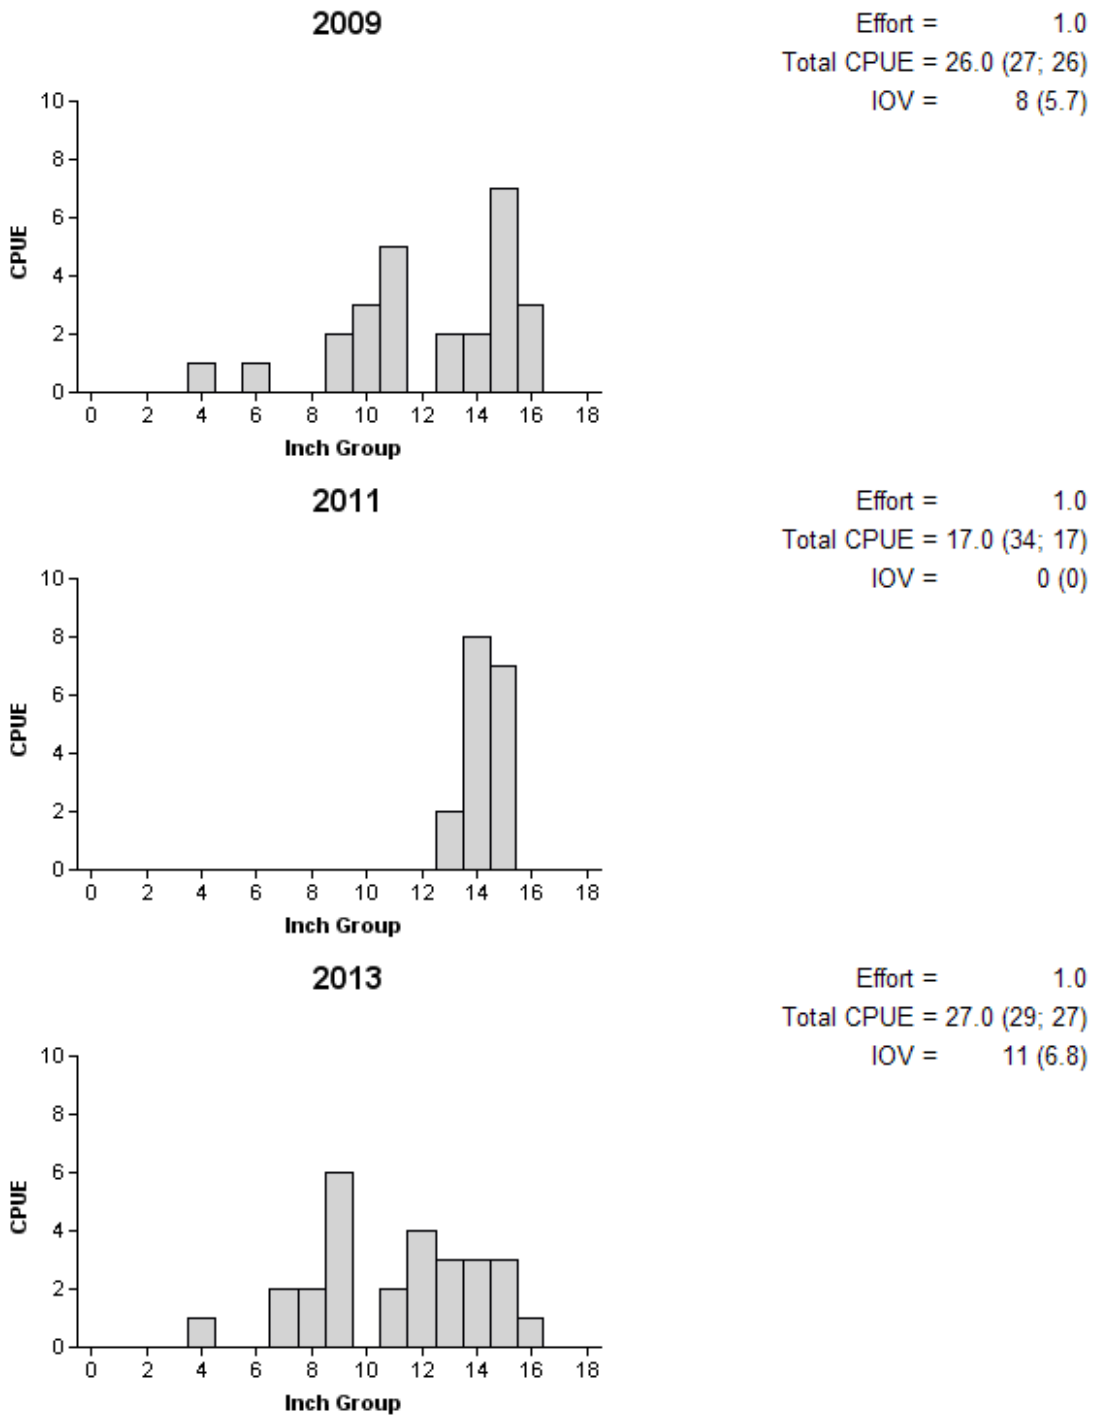 2009
Effort = 1.0
Total CPUE = 26.0 (27; 26)
IOV = 8 (5.7)
10
8
6
4
2
0
CPUE
0 2 4 6 8 10 12 14 16 18
Inch Group
2011
Effort = 1.0
Total CPUE = 17.0 (34; 17)
IOV = 0 (0)
10
8
6
4
2
0
CPUE
0 2 4 6 8 10 12 14 16 18
Inch Group
2013
Effort = 1.0
Total CPUE = 27.0 (29; 27)
IOV = 11 (6.8)
10
8
6
4
2
0
CPUE
0 2 4 6 8 10 12 14 16 18
Inch Group